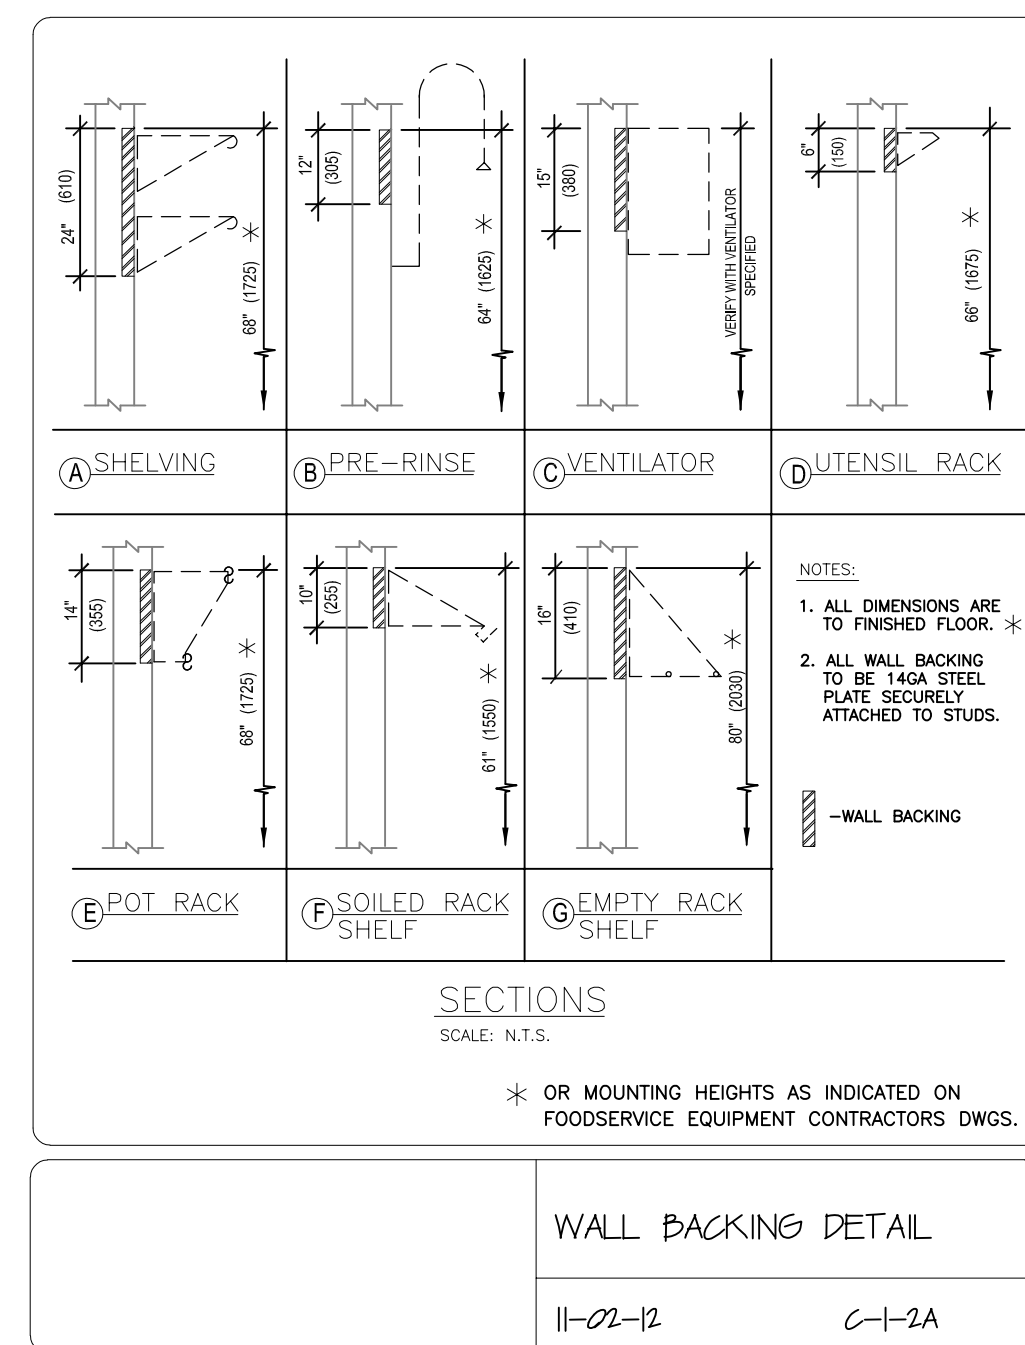 24" (610)
68" (1725) *
A SHELVING
12"
(305)
64" (1625) *
B PRE-RINSE
15"
(380)
VERIFY WITH VENTILATOR
SPECIFIED
C VENTILATOR
6"
(150)
66" (1675) *
D UTENSIL RACK
14"
(355)
68" (1725) *
E POT RACK
10"
(255)
61" (1550) *
F SOILED RACK
SHELF
16"
(410)
80" (2030) *
G EMPTY RACK
SHELF
NOTES:
1. ALL DIMENSIONS ARE
TO FINISHED FLOOR. *
2. ALL WALL BACKING
TO BE 14GA STEEL
PLATE SECURELY
ATTACHED TO STUDS.
-WALL BACKING
SECTIONS
SCALE: N.T.S.
* OR MOUNTING HEIGHTS AS INDICATED ON
FOODSERVICE EQUIPMENT CONTRACTORS DWGS.
WALL BACKING DETAIL
11-02-12 C-1-2A